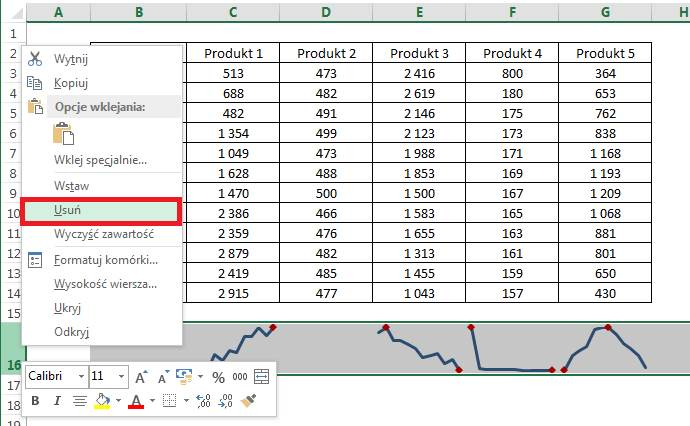 A B C D E F G H
1
2 Produkt 1 Produkt 2 Produkt 3 Produkt 4 Produkt 5
3 Wytnij 513 473 2 416 800 364
4 Kopiuj 688 482 2 619 180 653
5 Opcje wklejania: 482 491 2 146 175 762
6 1 354 499 2 123 173 838
7 Wklej specjalnie... 1 049 473 1 988 171 1 168
8 Wstaw 1 628 488 1 853 169 1 193
9 1 470 500 1 500 167 1 209
10 Usuń 2 386 466 1 583 165 1 068
11 Wyczyść zawartość 2 359 476 1 655 163 881
12 Formatuj komórki... 2 879 482 1 313 161 801
13 Wysokość wiersza... 2 419 485 1 455 159 650
14 Ukryj 2 915 477 1 043 157 430
15 Odkryj
16
17 Calibri 11 A A % 000
18 B I A ,00 ,0 ,0 ,00
19